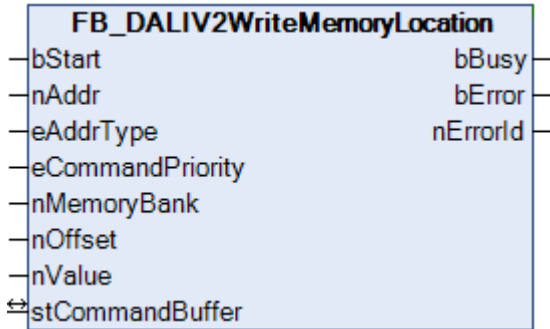 FB_DALIV2WriteMemoryLocation
bStart bBusy
nAddr bError
eAddrType nErrorId
eCommandPriority
nMemoryBank
nOffset
nValue
stCommandBuffer